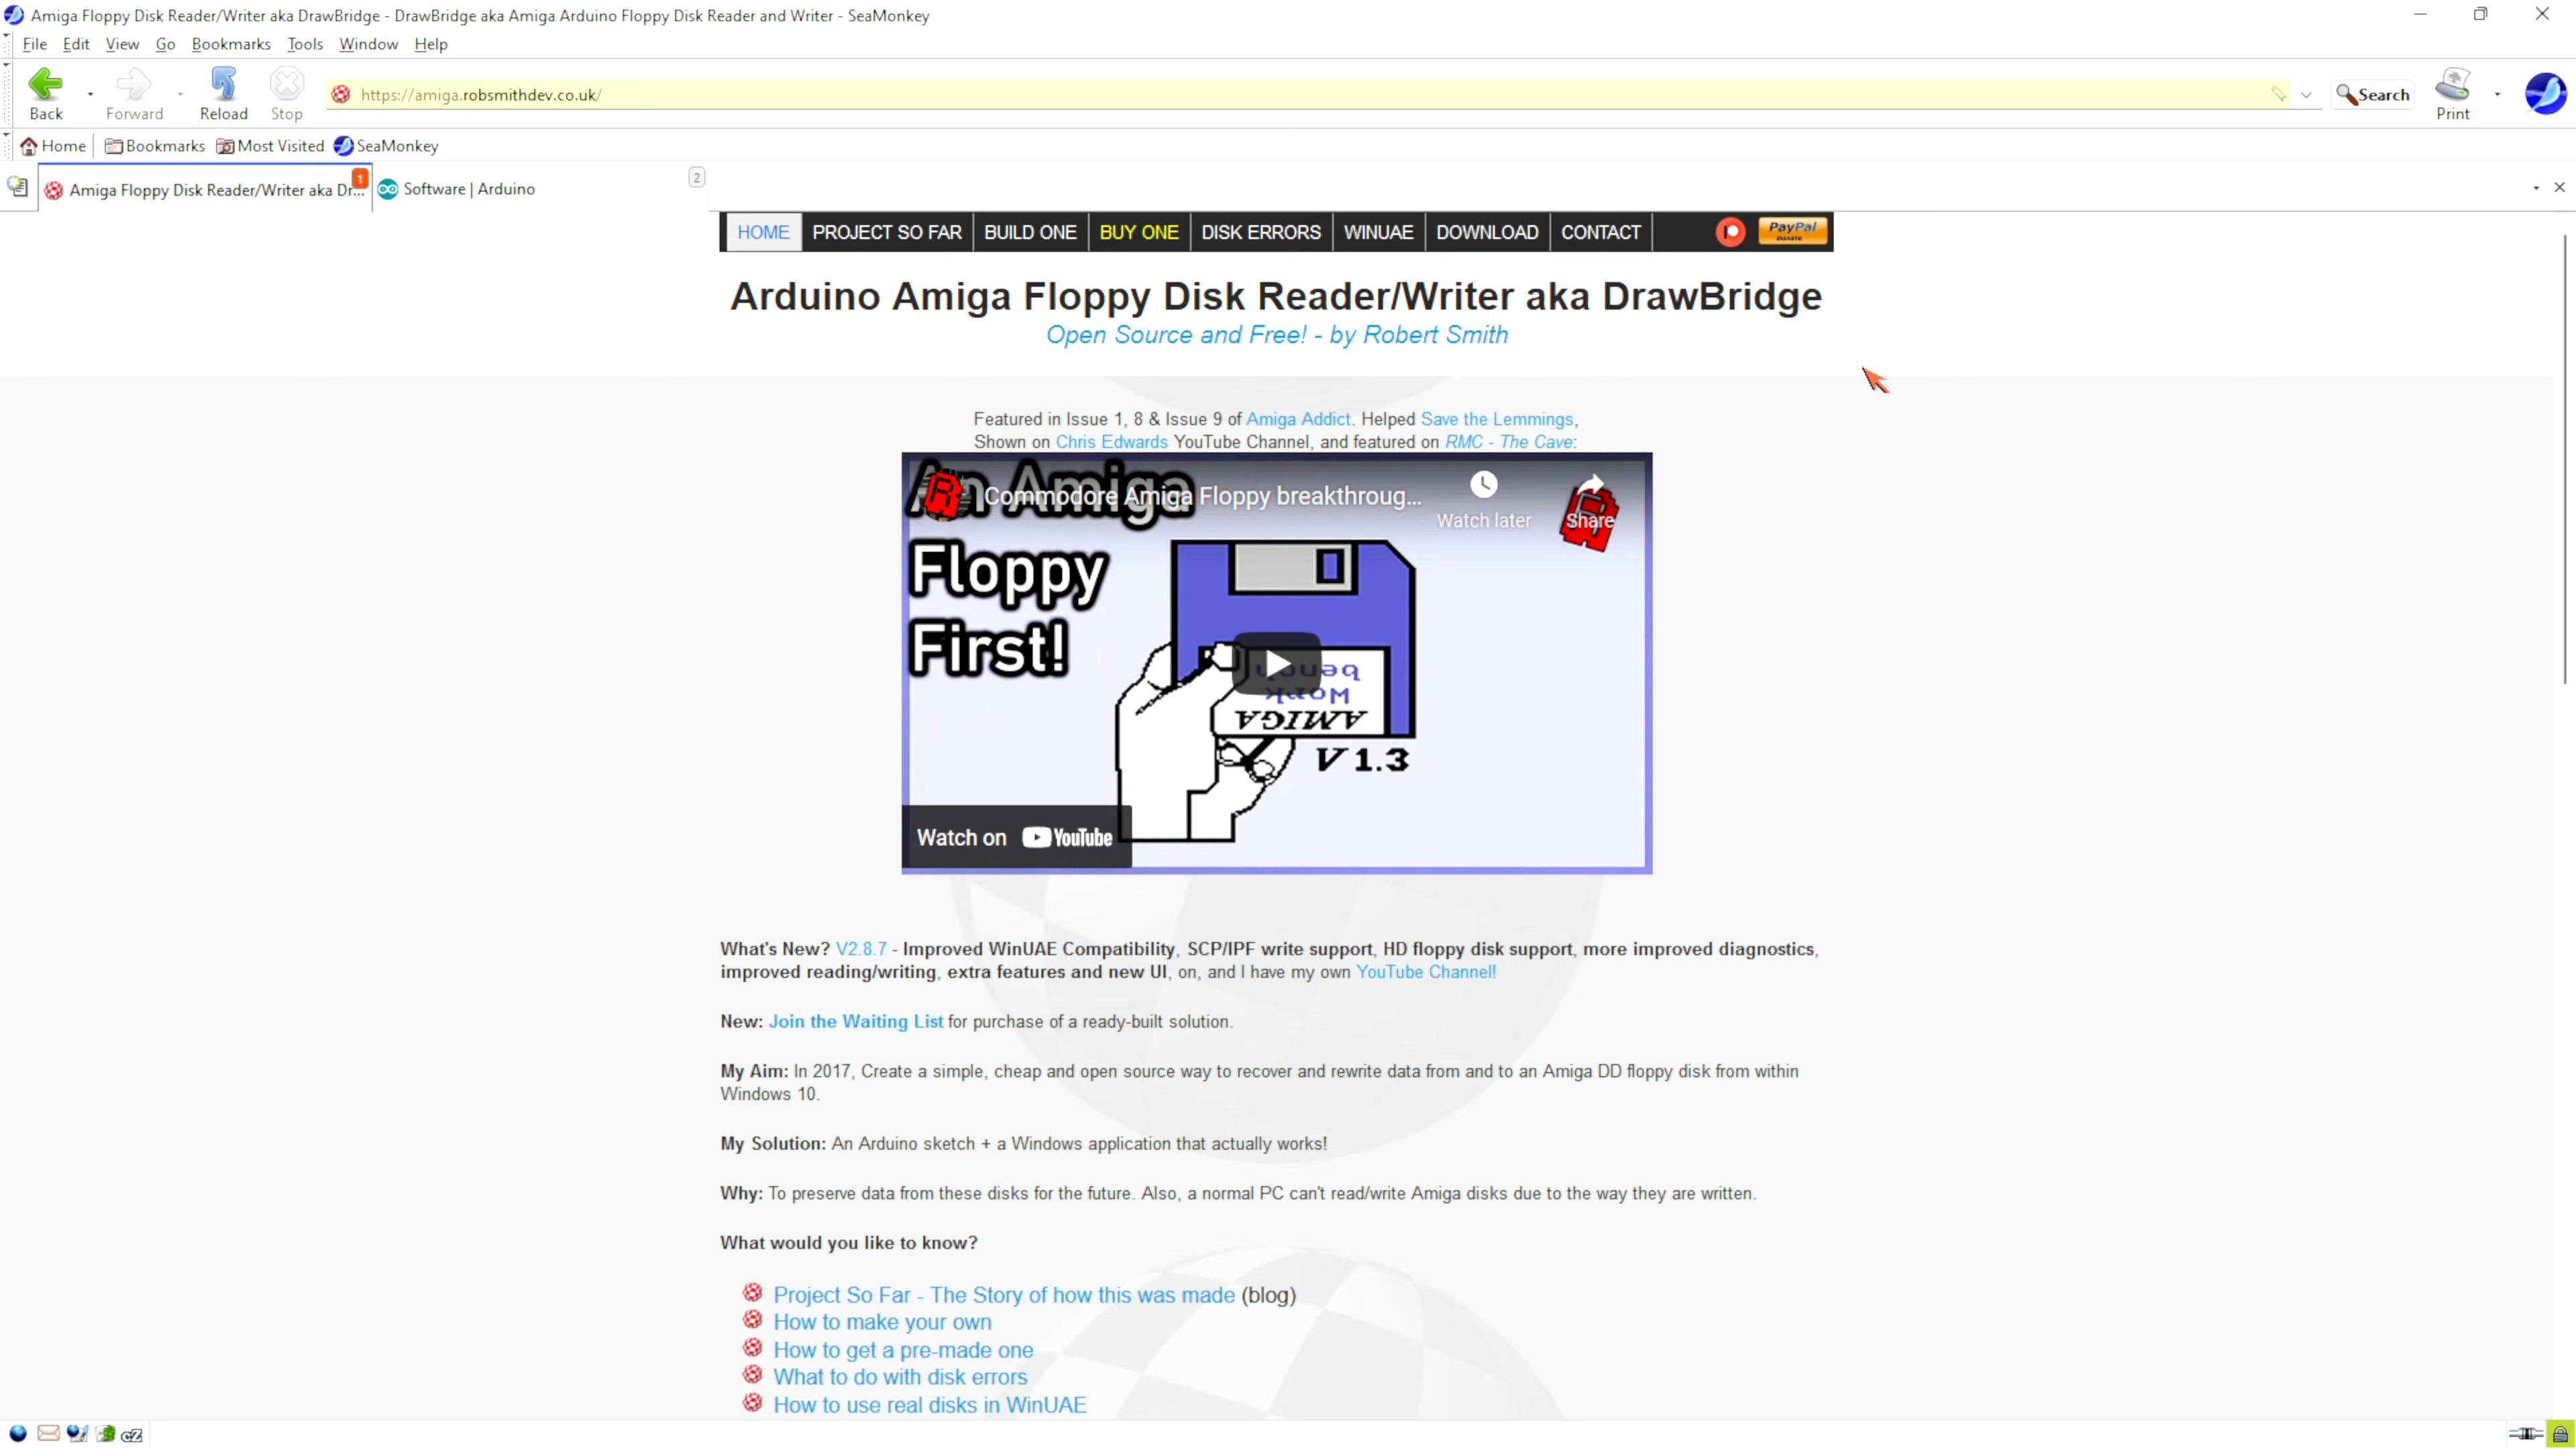 Amiga Floppy Disk Reader/Writer aka DrawBridge - DrawBridge aka Amiga Arduino Floppy Disk Reader and Writer - SeaMonkey
File Edit View Go Bookmarks Tools Window Help
Back Forward Reload Stop
https://amiga.robsmithdev.co.uk/
Search
Print
Home Bookmarks Most Visited SeaMonkey
Amiga Floppy Disk Reader/Writer aka Dr... 1
Software | Arduino 2
HOME PROJECT SO FAR BUILD ONE BUY ONE DISK ERRORS WINUAE DOWNLOAD CONTACT PayPal Donate
Arduino Amiga Floppy Disk Reader/Writer aka DrawBridge
Open Source and Free! - by Robert Smith
Featured in Issue 1, 8 & Issue 9 of Amiga Addict. Helped Save the Lemmings,
Shown on Chris Edwards YouTube Channel, and featured on RMC - The Cave:
An Amiga
Commodore Amiga Floppy breakthroug...
Watch later
Share
Floppy
First!
bench
Work
AMIGA
V1.3
Watch on YouTube
What's New? V2.8.7 - Improved WinUAE Compatibility, SCP/IPF write support, HD floppy disk support, more improved diagnostics,
improved reading/writing, extra features and new UI, on, and I have my own YouTube Channel!
New: Join the Waiting List for purchase of a ready-built solution.
My Aim: In 2017, Create a simple, cheap and open source way to recover and rewrite data from and to an Amiga DD floppy disk from within
Windows 10.
My Solution: An Arduino sketch + a Windows application that actually works!
Why: To preserve data from these disks for the future. Also, a normal PC can't read/write Amiga disks due to the way they are written.
What would you like to know?
Project So Far - The Story of how this was made (blog)
How to make your own
How to get a pre-made one
What to do with disk errors
How to use real disks in WinUAE
cZ